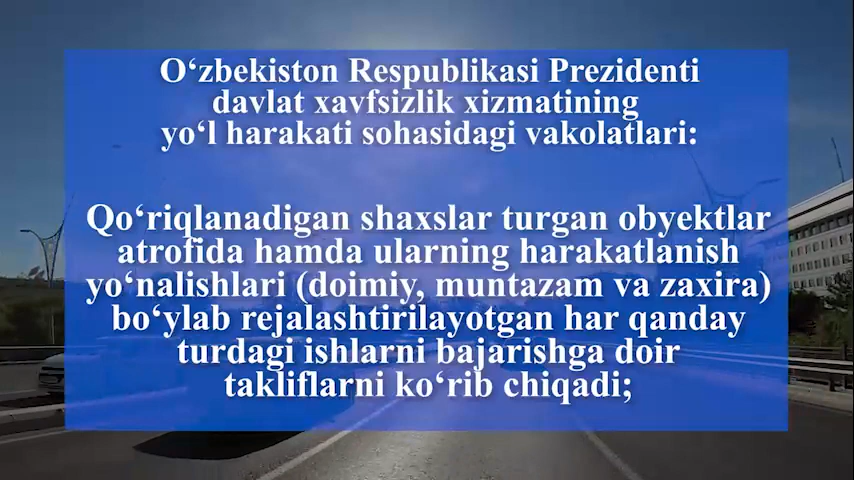 O‘zbekiston Respublikasi Prezidenti
davlat xavfsizlik xizmatining
yo‘l harakati sohasidagi vakolatlari:
Qo‘riqlanadigan shaxslar turgan obyektlar
atrofida hamda ularning harakatlanish
yo‘nalishlari (doimiy, muntazam va zaxira)
bo‘ylab rejalashtirilayotgan har qanday
turdagi ishlarni bajarishga doir
takliflarni ko‘rib chiqadi;